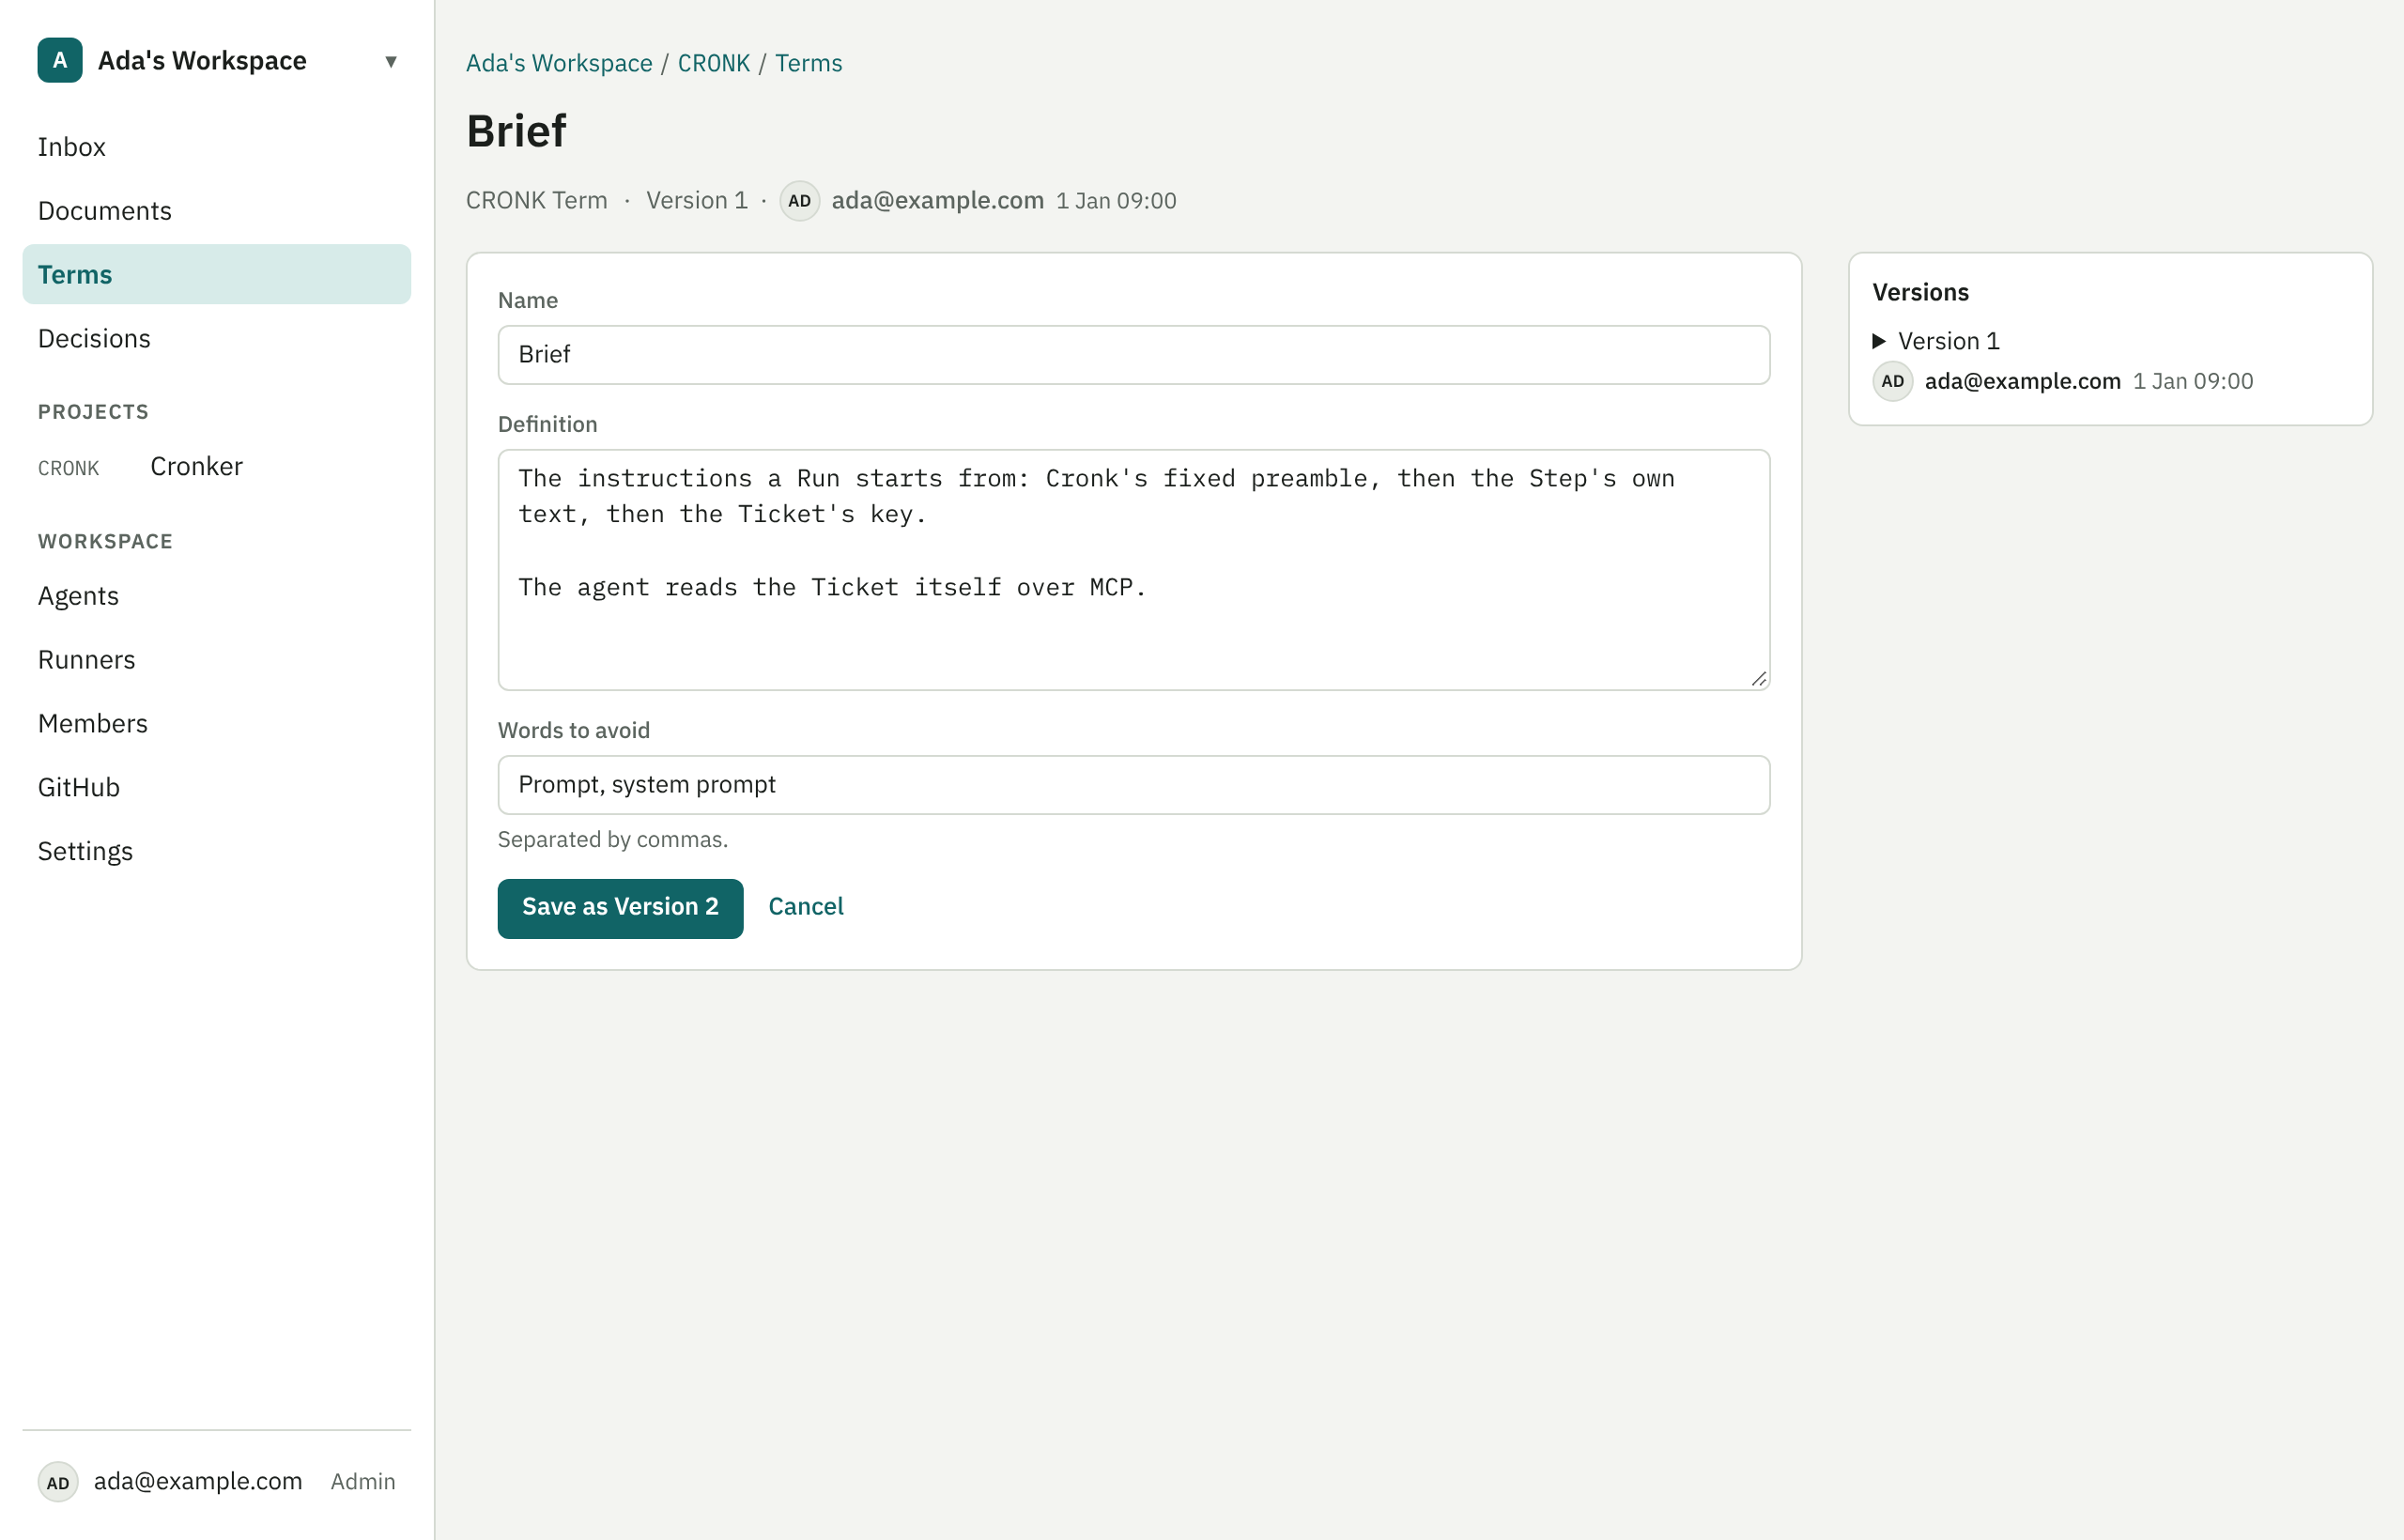 A Ada's Workspace ▼
Inbox
Documents
Terms
Decisions
PROJECTS
CRONK Cronker
WORKSPACE
Agents
Runners
Members
GitHub
Settings
AD ada@example.com Admin
Ada's Workspace / CRONK / Terms
Brief
CRONK Term · Version 1 · AD ada@example.com 1 Jan 09:00
Name
Brief
Definition
The instructions a Run starts from: Cronk's fixed preamble, then the Step's own
text, then the Ticket's key.
The agent reads the Ticket itself over MCP.
Words to avoid
Prompt, system prompt
Separated by commas.
Save as Version 2 Cancel
Versions
▶ Version 1
AD ada@example.com 1 Jan 09:00